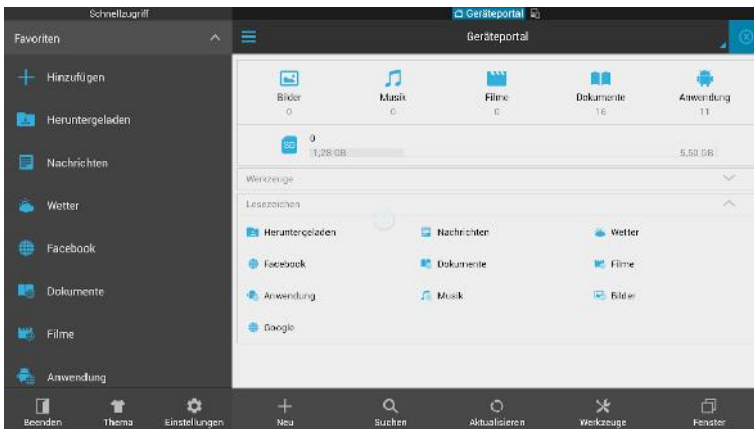 Schnellzugriff
Geräteportal
Favoriten
Geräteportal
Hinzufügen
Heruntergeladen
Nachrichten
Wetter
Facebook
Dokumente
Filme
Anwendung
Beenden Thema Einstellungen
Bilder Musik Filme Dokumente Anwendung
0 0 0 16 11
0
1,28 GB 5,50 GB
Werkzeuge
Lesezeichen
Heruntergeladen Nachrichten Wetter
Facebook Dokumente Filme
Anwendung Musik Bilder
Google
Neu Suchen Aktualisieren Werkzeuge Fenster